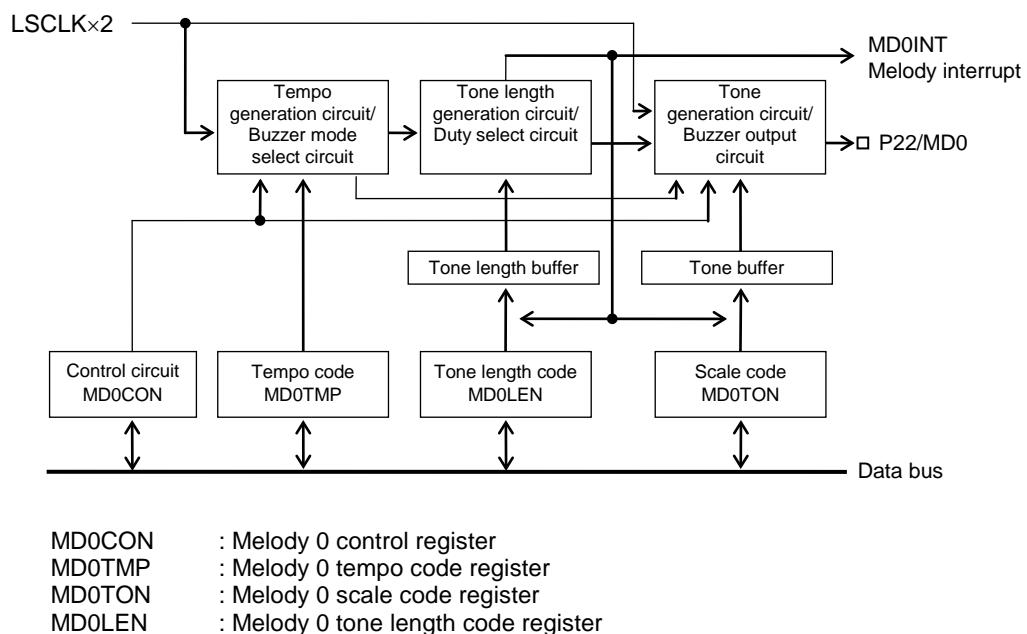 LSCLK×2
MD0INT
Melody interrupt
Tempo
generation circuit/
Buzzer mode
select circuit
Tone length
generation circuit/
Duty select circuit
Tone
generation circuit/
Buzzer output
circuit
P22/MD0
Tone length buffer
Tone buffer
Control circuit
MD0CON
Tempo code
MD0TMP
Tone length code
MD0LEN
Scale code
MD0TON
Data bus
MD0CON : Melody 0 control register
MD0TMP : Melody 0 tempo code register
MD0TON : Melody 0 scale code register
MD0LEN : Melody 0 tone length code register